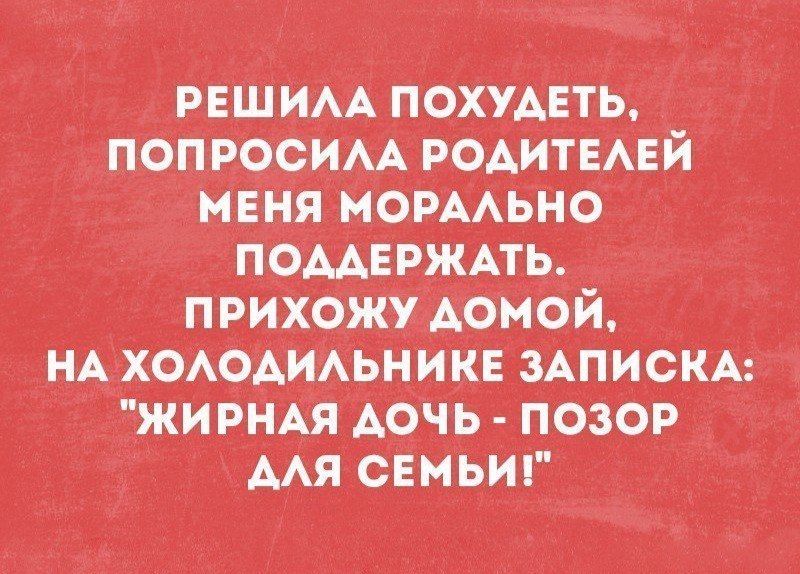 РЕШИЛА ПОХУДЕТЬ,
ПОПРОСИЛА РОДИТЕЛЕЙ
МЕНЯ МОРАЛЬНО
ПОДДЕРЖАТЬ.
ПРИХОЖУ ДОМОЙ,
НА ХОЛОДИЛЬНИКЕ ЗАПИСКА:
"ЖИРНАЯ ДОЧЬ - ПОЗОР
ДЛЯ СЕМЬИ!"